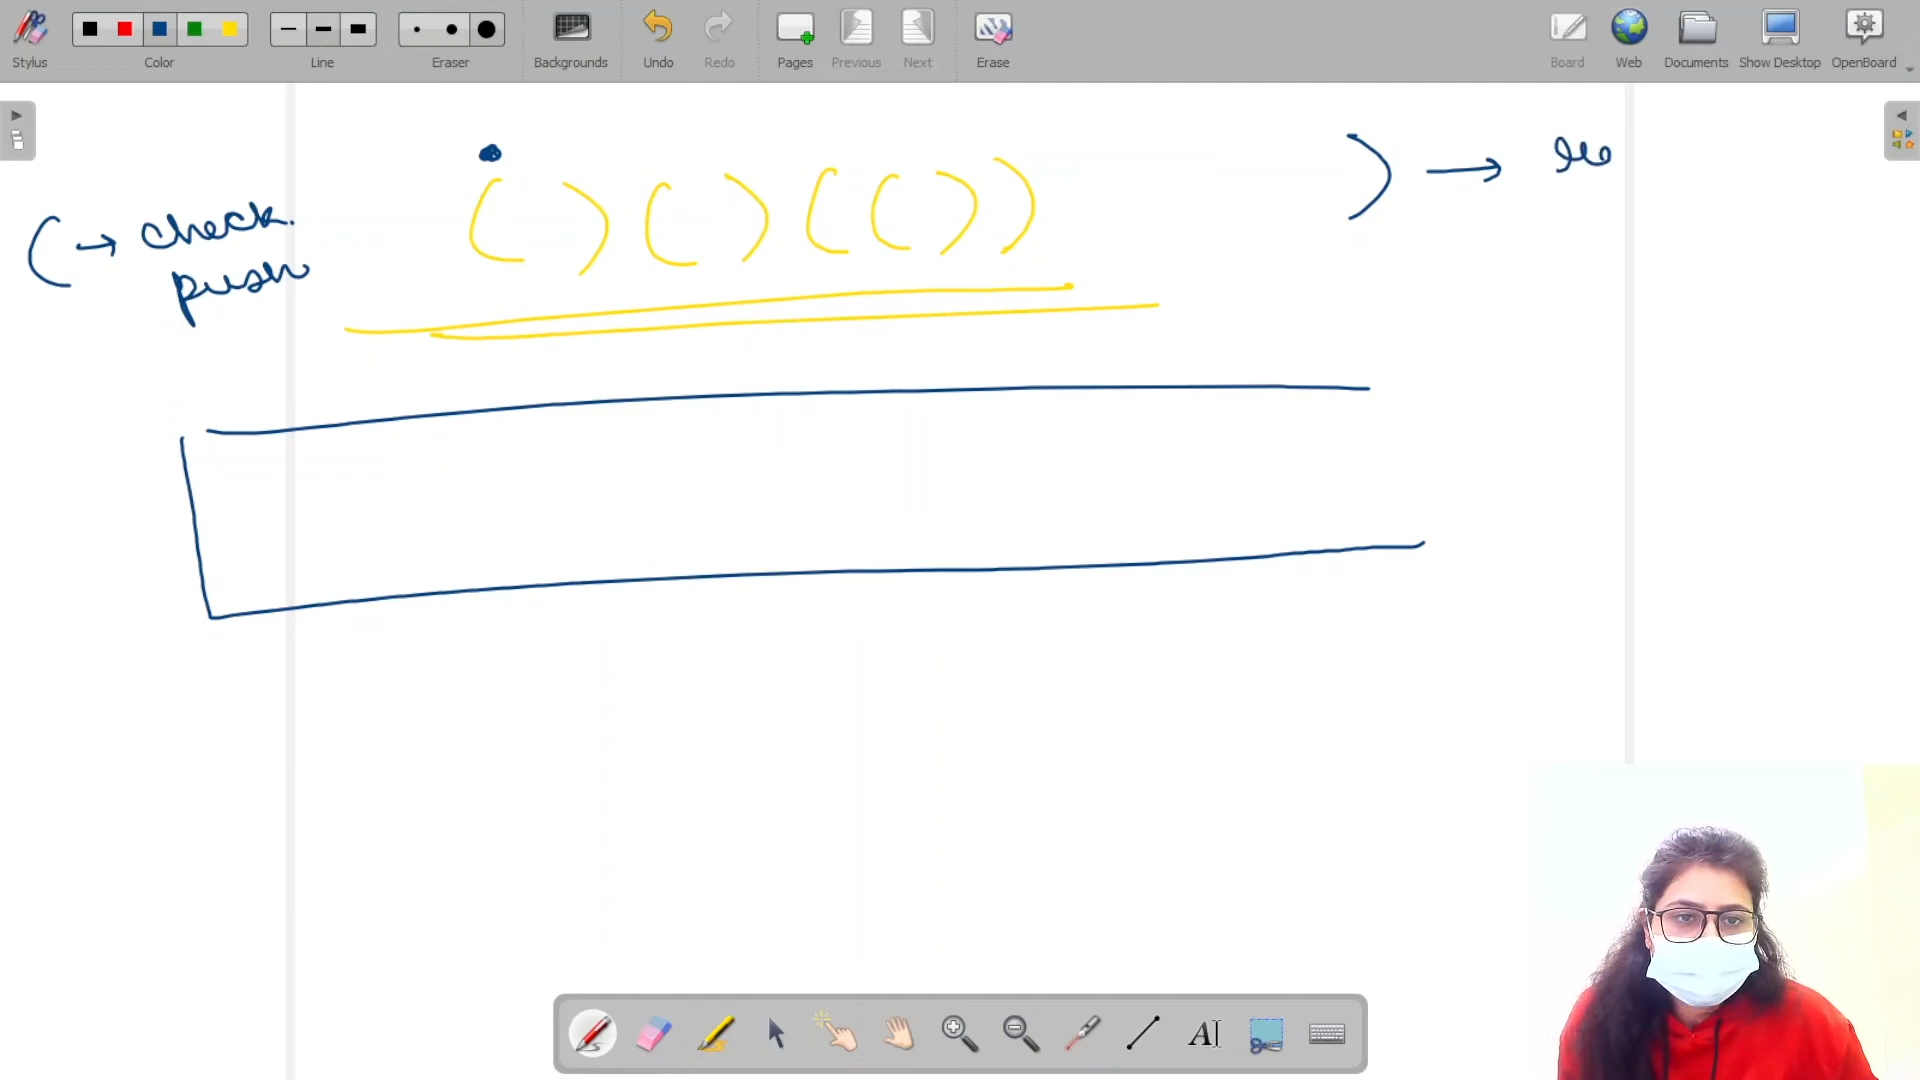 Stylus
Color
Line
Eraser
Backgrounds
Undo
Redo
Pages
Previous
Next
Erase
Board
Web
Documents
Show Desktop
OpenBoard
( ) ( ) ( ( ) )
) →
( → check.
push